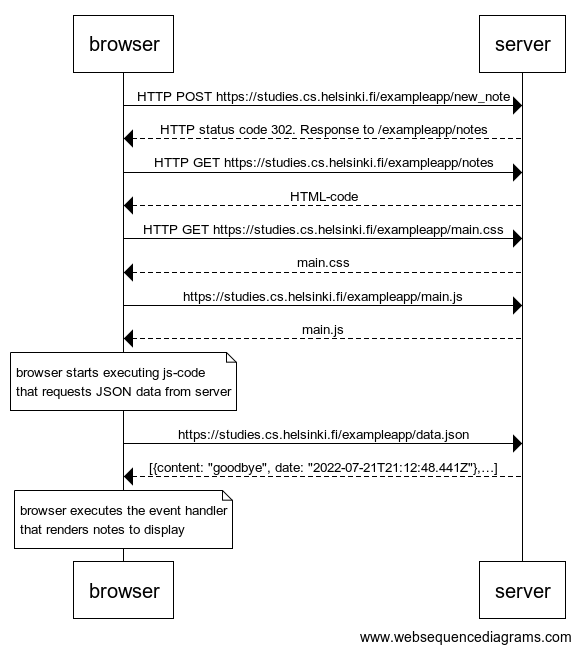 browser
server
HTTP POST https://studies.cs.helsinki.fi/exampleapp/new_note
HTTP status code 302. Response to /exampleapp/notes
HTTP GET https://studies.cs.helsinki.fi/exampleapp/notes
HTML-code
HTTP GET https://studies.cs.helsinki.fi/exampleapp/main.css
main.css
https://studies.cs.helsinki.fi/exampleapp/main.js
main.js
browser starts executing js-code
that requests JSON data from server
https://studies.cs.helsinki.fi/exampleapp/data.json
[{content: "goodbye", date: "2022-07-21T21:12:48.441Z"},…]
browser executes the event handler
that renders notes to display
browser
server
www.websequencediagrams.com